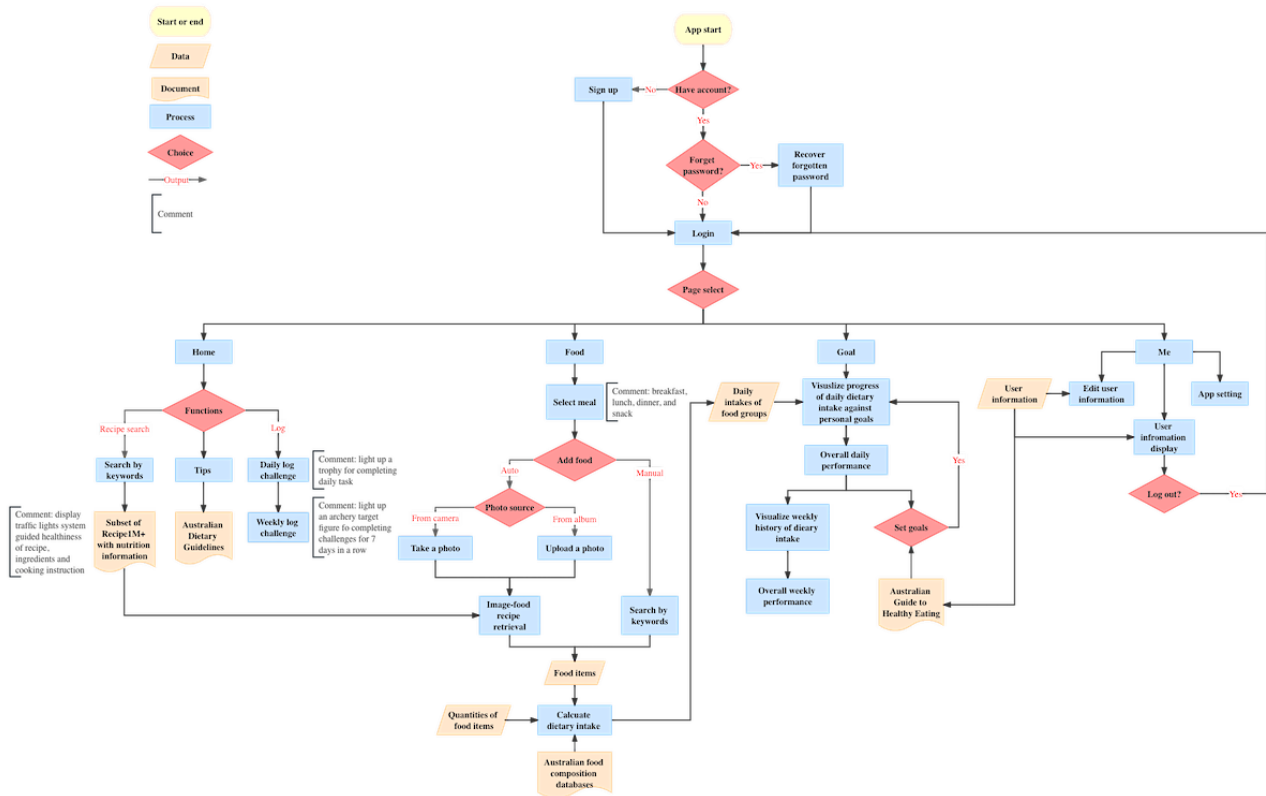 Start or end
Data
Document
Process
Choice
Output
Comment
App start
Have account?
No
Sign up
Yes
Forget
password?
Yes
Recover
forgotten
password
No
Login
Page select
Home
Food
Goal
Me
Functions
Recipe search
Log
Search by
keywords
Tips
Daily log
challenge
Comment: light up a
trophy for completing
daily task
Comment: display
traffic lights system
guided healthiness
of recipe,
ingredients and
cooking instruction
Subset of
Recipe1M+
with nutrition
information
Australian
Dietary
Guidelines
Weekly log
challenge
Comment: light up
an archery target
figure fo completing
challenges for 7
days in a row
Select meal
Comment: breakfast,
lunch, dinner, and
snack
Add food
Auto
Manual
Photo source
From camera
From album
Take a photo
Upload a photo
Image-food
recipe
retrieval
Search by
keywords
Food items
Quantities of
food items
Calcuate
dietary intake
Australian food
composition
databases
Daily
intakes of
food groups
Visuslize progress
of daily dietary
intake against
personal goals
Overall daily
performance
Yes
Visualize weekly
history of dieary
intake
Set goals
Overall weekly
performance
Australian
Guide to
Healthy Eating
User
information
Edit user
information
App setting
User
infromation
display
Log out?
Yes